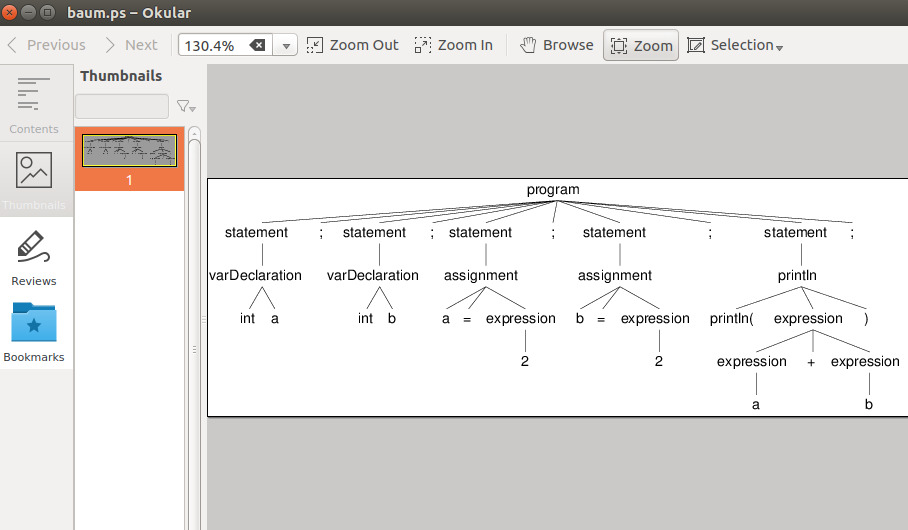 baum.ps – Okular
Previous Next 130.4% Zoom Out Zoom In Browse Zoom Selection
Thumbnails
Contents
Thumbnails
1
Reviews
Bookmarks
program
statement ; statement ; statement ; statement ; statement ;
varDeclaration varDeclaration assignment assignment println
int a int b a = expression b = expression println( expression )
2 2 expression + expression
a b